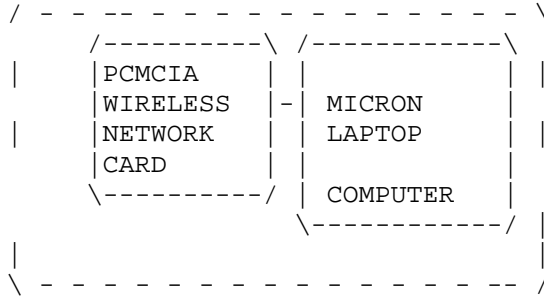 PCMCIA
WIRELESS
NETWORK
CARD
MICRON
LAPTOP
COMPUTER